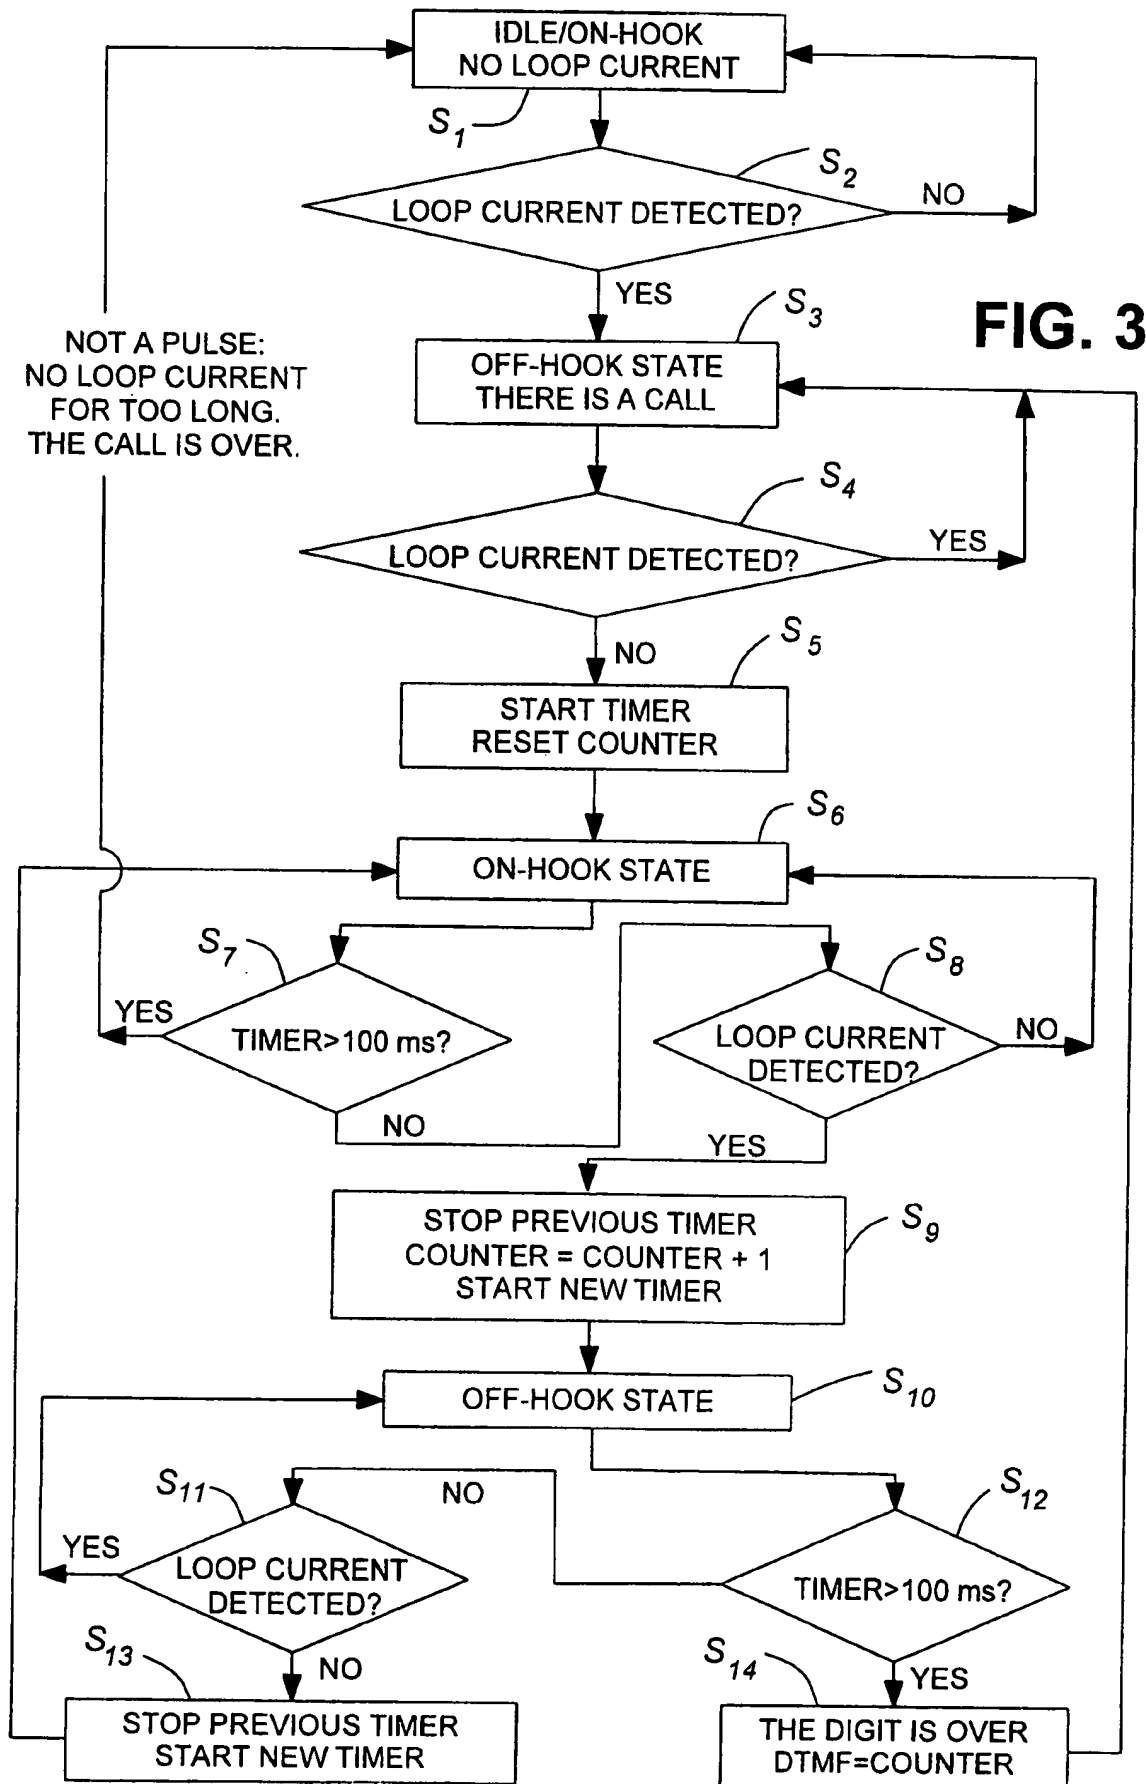 IDLE/ON-HOOK
NO LOOP CURRENT
S1
S2
LOOP CURRENT DETECTED?
NO
YES
S3
FIG. 3
NOT A PULSE:
NO LOOP CURRENT
FOR TOO LONG.
THE CALL IS OVER.
OFF-HOOK STATE
THERE IS A CALL
S4
LOOP CURRENT DETECTED?
YES
NO
S5
START TIMER
RESET COUNTER
S6
ON-HOOK STATE
S7
S8
YES
TIMER>100 ms?
LOOP CURRENT
DETECTED?
NO
NO
YES
STOP PREVIOUS TIMER
COUNTER = COUNTER + 1
START NEW TIMER
S9
OFF-HOOK STATE
S10
S11
NO
S12
YES
LOOP CURRENT
DETECTED?
TIMER>100 ms?
S13
NO
S14
YES
STOP PREVIOUS TIMER
START NEW TIMER
THE DIGIT IS OVER
DTMF=COUNTER